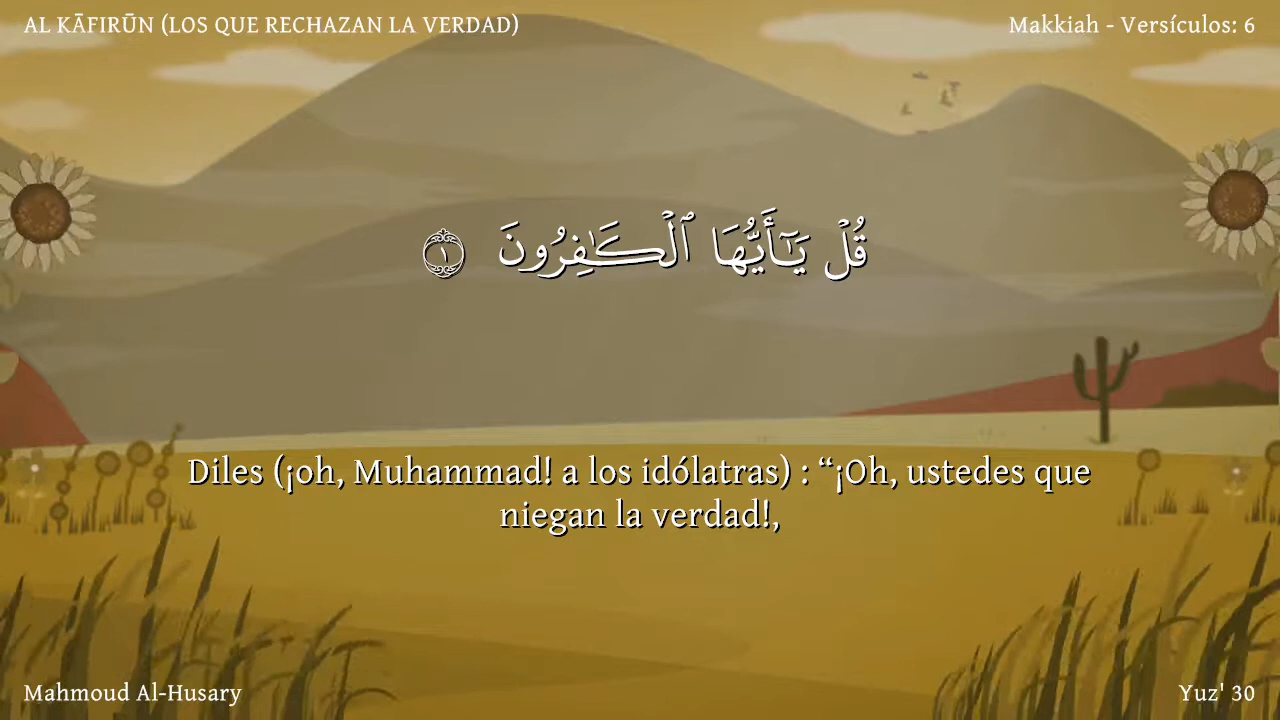 AL KĀFIRŪN (LOS QUE RECHAZAN LA VERDAD)
Makkiah - Versículos: 6
قُلْ يَـٰٓأَيُّهَا ٱلْكَـٰفِرُونَ ١
Diles (¡oh, Muhammad! a los idólatras) : “¡Oh, ustedes que
niegan la verdad!,
Mahmoud Al-Husary
Yuz' 30